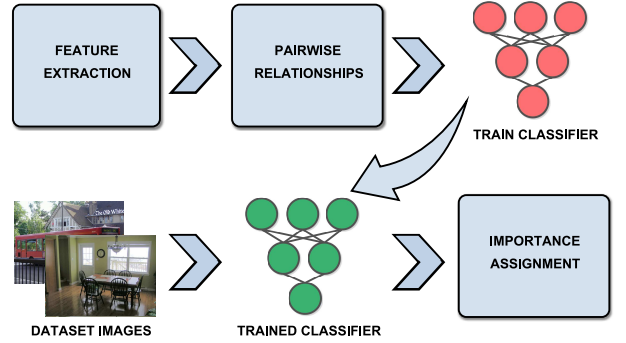 FEATURE
EXTRACTION
PAIRWISE
RELATIONSHIPS
TRAIN CLASSIFIER
DATASET IMAGES
TRAINED CLASSIFIER
IMPORTANCE
ASSIGNMENT